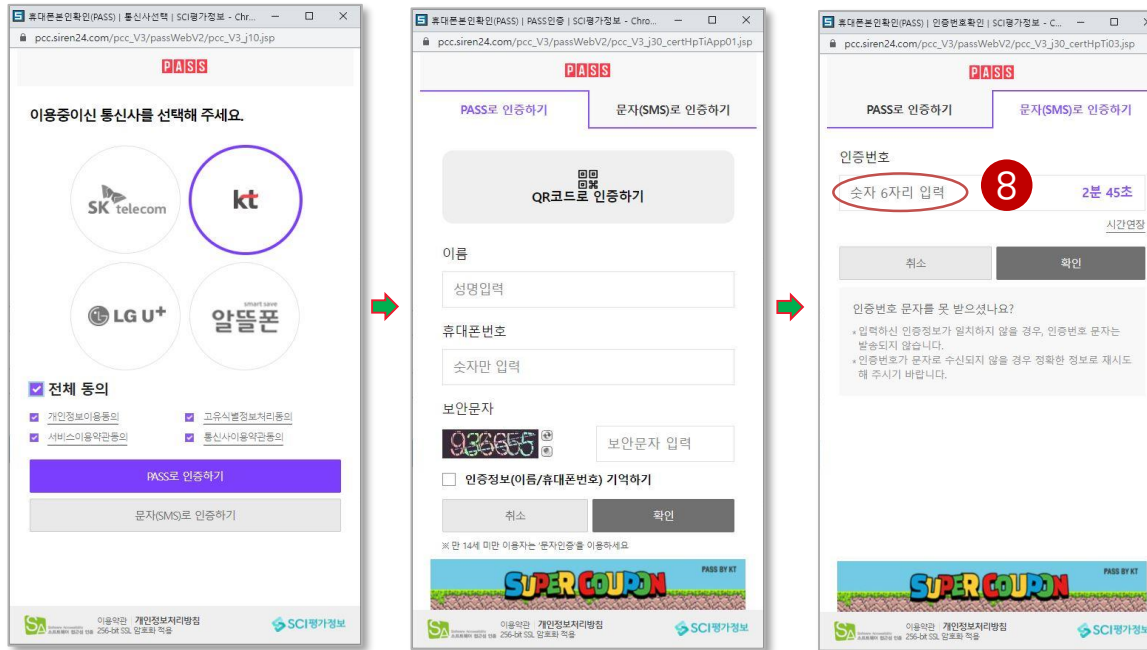 휴대폰본인확인(PASS) | 통신사선택 | SCI평가정보 - Chr...
pcc.siren24.com/pcc_V3/passWebV2/pcc_V3_j10.jsp
PASS
이용중이신 통신사를 선택해 주세요.
SK telecom
kt
LG U+
smart save
알뜰폰
전체 동의
개인정보이용동의
고유식별정보처리동의
서비스이용약관동의
통신사이용약관동의
PASS로 인증하기
문자(SMS)로 인증하기
SA
이용약관 개인정보처리방침
256-bit SSL 암호화 적용
SCI평가정보
휴대폰본인확인(PASS) | PASS인증 | SCI평가정보 - Chro...
pcc.siren24.com/pcc_V3/passWebV2/pcc_V3_j30_certHpTiApp01.jsp
PASS
PASS로 인증하기
문자(SMS)로 인증하기
QR코드로 인증하기
이름
성명입력
휴대폰번호
숫자만 입력
보안문자
936655
보안문자 입력
인증정보(이름/휴대폰번호) 기억하기
취소
확인
※ 만 14세 미만 이용자는 '문자인증'을 이용하세요
SUPER COUPON
PASS BY KT
SA
이용약관 개인정보처리방침
256-bit SSL 암호화 적용
SCI평가정보
휴대폰본인확인(PASS) | 인증번호확인 | SCI평가정보 - C...
pcc.siren24.com/pcc_V3/passWebV2/pcc_V3_j30_certHpTi03.jsp
PASS
PASS로 인증하기
문자(SMS)로 인증하기
인증번호
숫자 6자리 입력
8
2분 45초
시간연장
취소
확인
인증번호 문자를 못 받으셨나요?
입력하신 인증정보가 일치하지 않을 경우, 인증번호 문자는
발송되지 않습니다.
인증번호가 문자로 수신되지 않을 경우 정확한 정보로 재시도
해 주시기 바랍니다.
SUPER COUPON
PASS BY KT
SA
이용약관 개인정보처리방침
256-bit SSL 암호화 적용
SCI평가정보